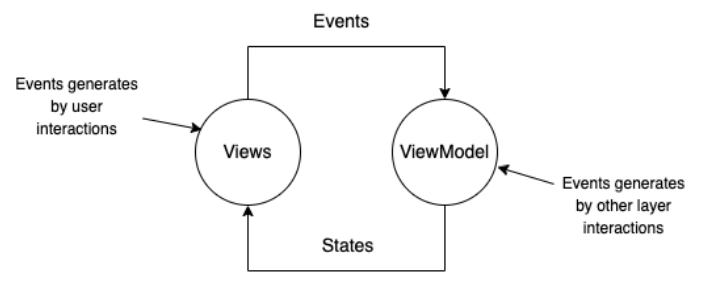 Events
Events generates
by user
interactions
Views
ViewModel
Events generates
by other layer
interactions
States